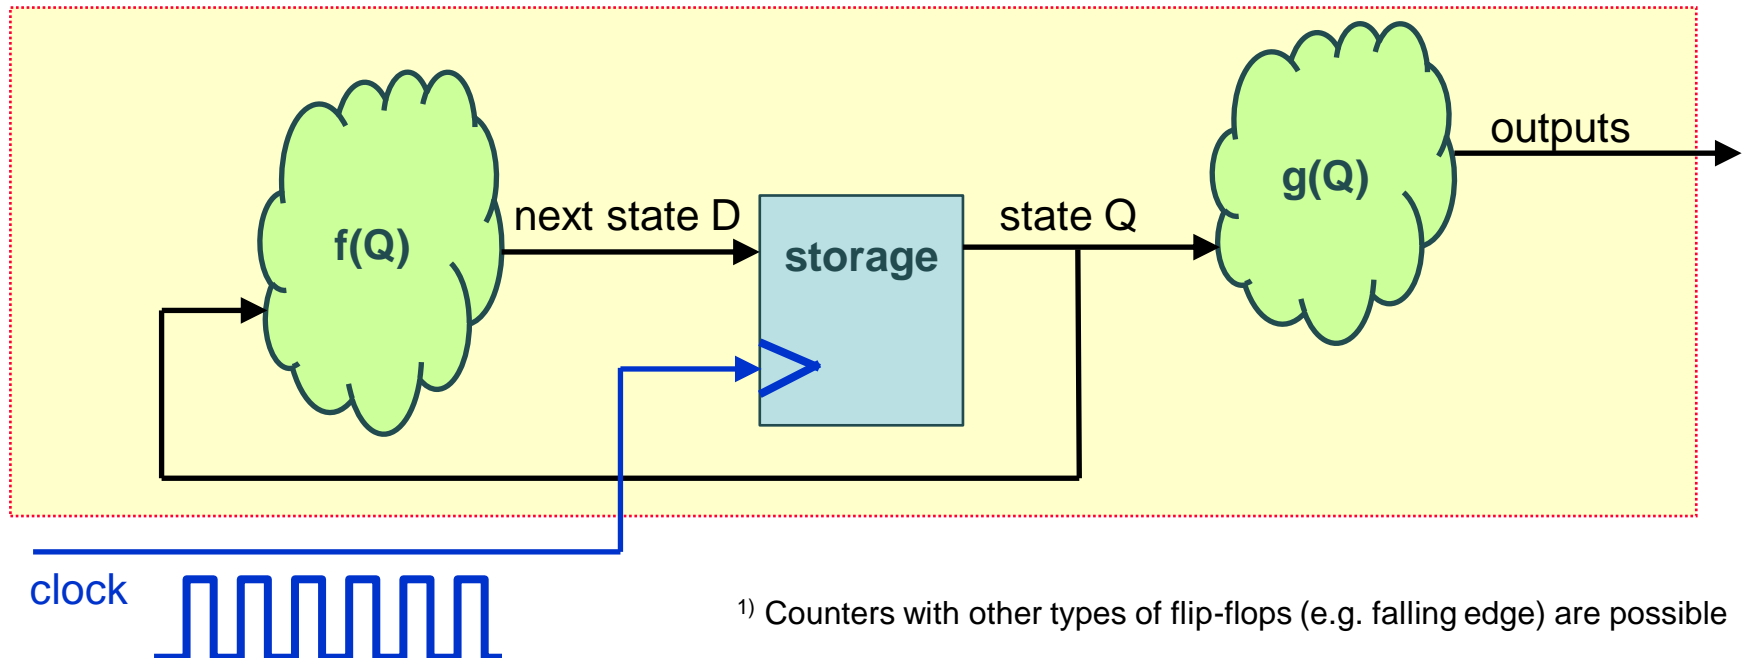 outputs
g(Q)
next state D
state Q
f(Q)
storage
clock
1) Counters with other types of flip-flops (e.g. falling edge) are possible